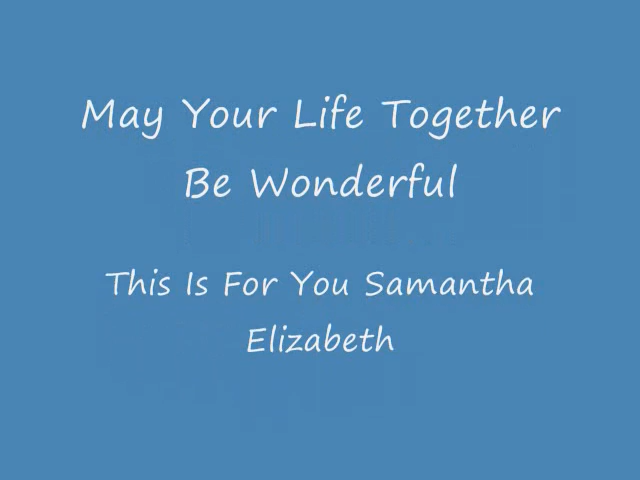 May Your Life Together
Be Wonderful
This Is For You Samantha
Elizabeth